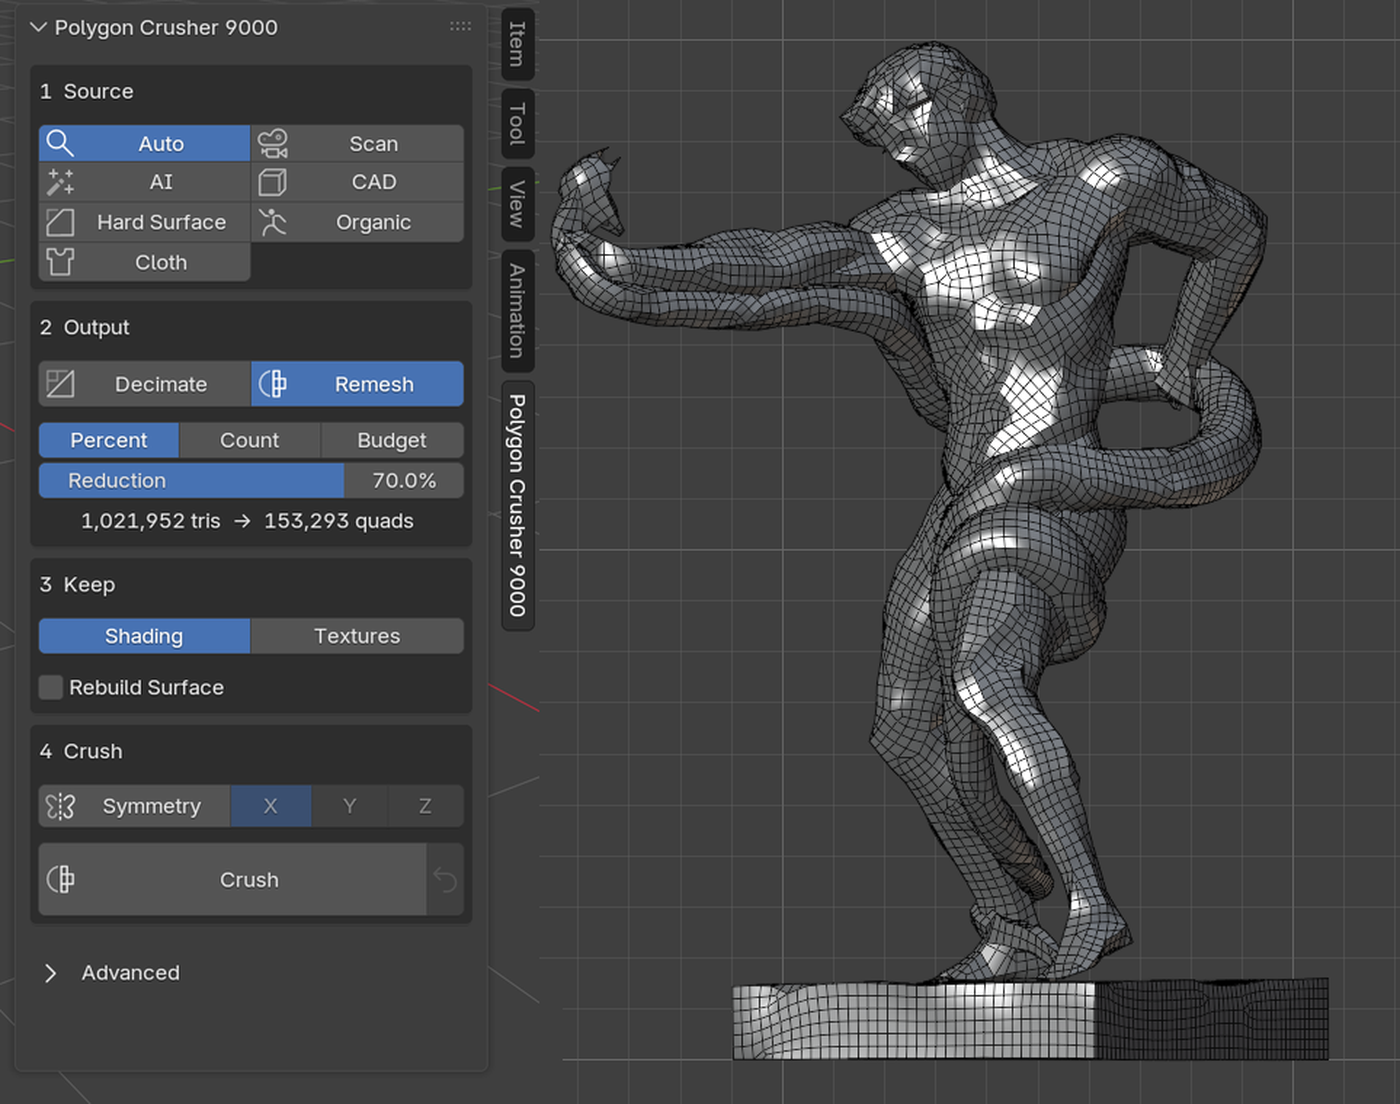 Polygon Crusher 9000
1 Source
Auto
Scan
AI
CAD
Hard Surface
Organic
Cloth
2 Output
Decimate
Remesh
Percent
Count
Budget
Reduction 70.0%
1,021,952 tris → 153,293 quads
3 Keep
Shading
Textures
Rebuild Surface
4 Crush
Symmetry
X
Y
Z
Crush
Advanced
Item
Tool
View
Animation
Polygon Crusher 9000